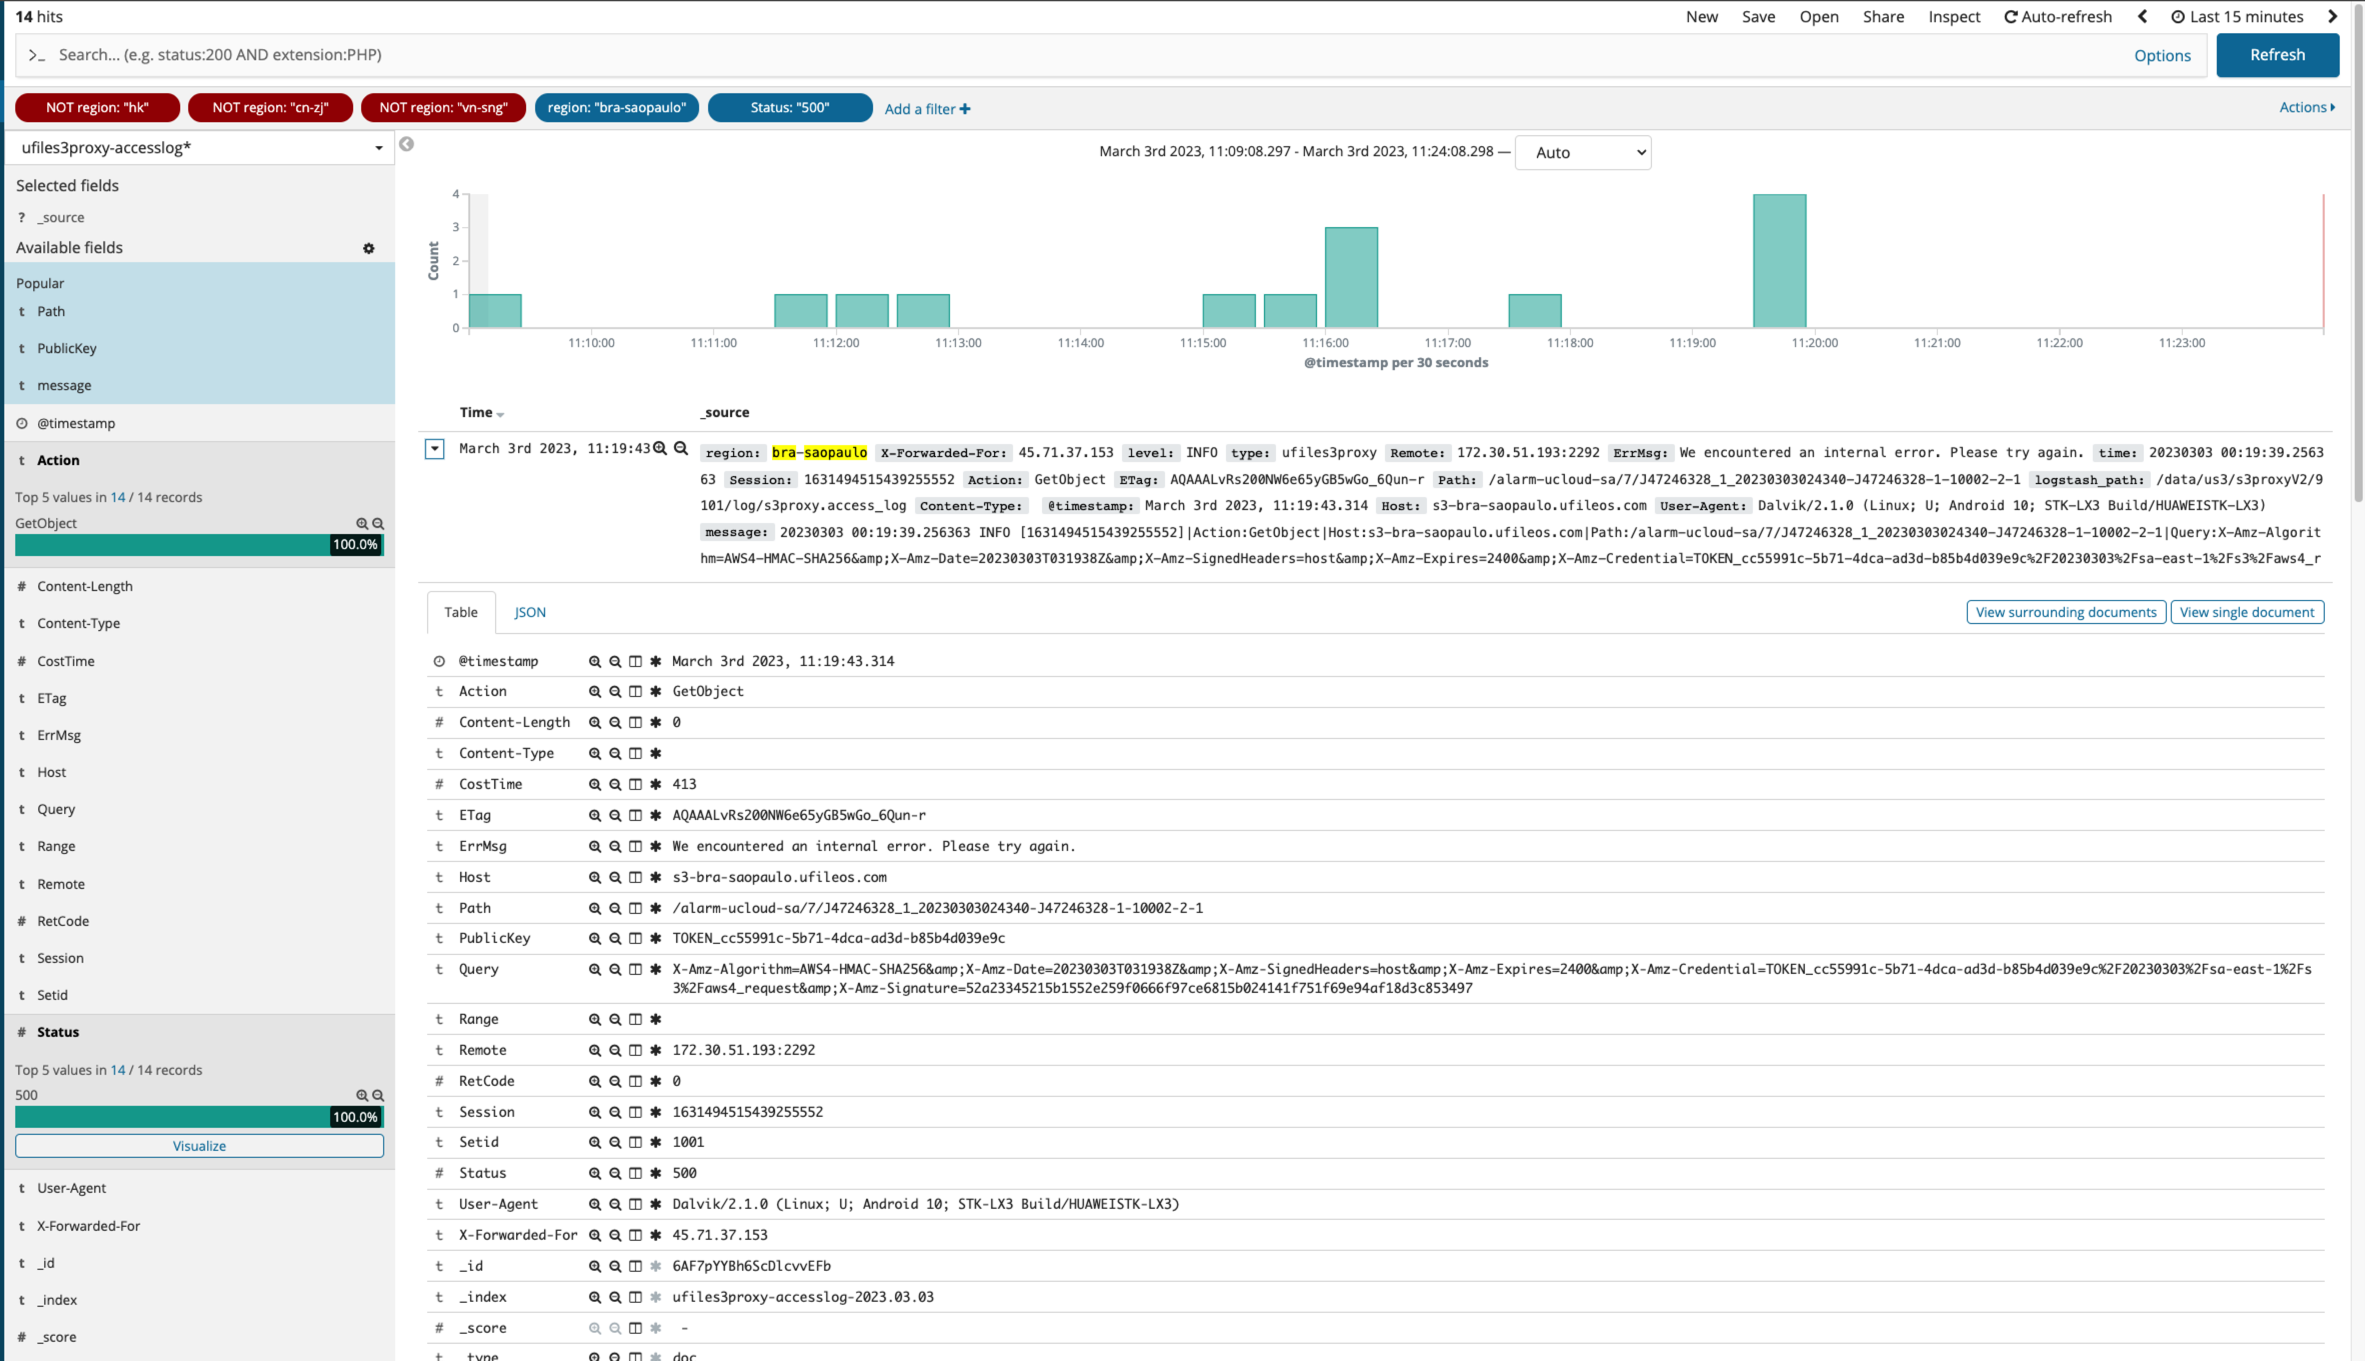 14 hits
New Save Open Share Inspect Auto-refresh Last 15 minutes
>_ Search... (e.g. status:200 AND extension:PHP) Options Refresh
NOT region: "hk" NOT region: "cn-zj" NOT region: "vn-sng" region: "bra-saopaulo" Status: "500" Add a filter + Actions
ufiles3proxy-accesslog*
Selected fields
? _source
Available fields
Popular
t Path
t PublicKey
t message
@timestamp
t Action
Top 5 values in 14 / 14 records
GetObject
100.0%
# Content-Length
t Content-Type
# CostTime
t ETag
t ErrMsg
t Host
t Query
t Range
t Remote
# RetCode
t Session
t Setid
# Status
Top 5 values in 14 / 14 records
500
100.0%
Visualize
t User-Agent
t X-Forwarded-For
t _id
t _index
# _score
March 3rd 2023, 11:09:08.297 - March 3rd 2023, 11:24:08.298 — Auto
Count
4
3
2
1
0
11:10:00 11:11:00 11:12:00 11:13:00 11:14:00 11:15:00 11:16:00 11:17:00 11:18:00 11:19:00 11:20:00 11:21:00 11:22:00 11:23:00
@timestamp per 30 seconds
Time _source
March 3rd 2023, 11:19:43
region: bra-saopaulo X-Forwarded-For: 45.71.37.153 level: INFO type: ufiles3proxy Remote: 172.30.51.193:2292 ErrMsg: We encountered an internal error. Please try again. time: 20230303 00:19:39.2563
63 Session: 1631494515439255552 Action: GetObject ETag: AQAAALvRs200NW6e65yGB5wGo_6Qun-r Path: /alarm-ucloud-sa/7/J47246328_1_20230303024340-J47246328-1-10002-2-1 logstash_path: /data/us3/s3proxyV2/9
101/log/s3proxy.access_log Content-Type: @timestamp: March 3rd 2023, 11:19:43.314 Host: s3-bra-saopaulo.ufileos.com User-Agent: Dalvik/2.1.0 (Linux; U; Android 10; STK-LX3 Build/HUAWEISTK-LX3)
message: 20230303 00:19:39.256363 INFO [1631494515439255552]|Action:GetObject|Host:s3-bra-saopaulo.ufileos.com|Path:/alarm-ucloud-sa/7/J47246328_1_20230303024340-J47246328-1-10002-2-1|Query:X-Amz-Algorit
hm=AWS4-HMAC-SHA256&amp;X-Amz-Date=20230303T031938Z&amp;X-Amz-SignedHeaders=host&amp;X-Amz-Expires=2400&amp;X-Amz-Credential=TOKEN_cc55991c-5b71-4dca-ad3d-b85b4d039e9c%2F20230303%2Fsa-east-1%2Fs3%2Faws4_r
Table JSON View surrounding documents View single document
@timestamp March 3rd 2023, 11:19:43.314
t Action GetObject
# Content-Length 0
t Content-Type
# CostTime 413
t ETag AQAAALvRs200NW6e65yGB5wGo_6Qun-r
t ErrMsg We encountered an internal error. Please try again.
t Host s3-bra-saopaulo.ufileos.com
t Path /alarm-ucloud-sa/7/J47246328_1_20230303024340-J47246328-1-10002-2-1
t PublicKey TOKEN_cc55991c-5b71-4dca-ad3d-b85b4d039e9c
t Query X-Amz-Algorithm=AWS4-HMAC-SHA256&amp;X-Amz-Date=20230303T031938Z&amp;X-Amz-SignedHeaders=host&amp;X-Amz-Expires=2400&amp;X-Amz-Credential=TOKEN_cc55991c-5b71-4dca-ad3d-b85b4d039e9c%2F20230303%2Fsa-east-1%2Fs
3%2Faws4_request&amp;X-Amz-Signature=52a23345215b1552e259f0666f97ce6815b024141f751f69e94af18d3c853497
t Range
t Remote 172.30.51.193:2292
# RetCode 0
t Session 1631494515439255552
t Setid 1001
# Status 500
t User-Agent Dalvik/2.1.0 (Linux; U; Android 10; STK-LX3 Build/HUAWEISTK-LX3)
t X-Forwarded-For 45.71.37.153
t _id 6AF7pYYBh6ScDlcvvEFb
t _index ufiles3proxy-accesslog-2023.03.03
# _score -
t _type doc